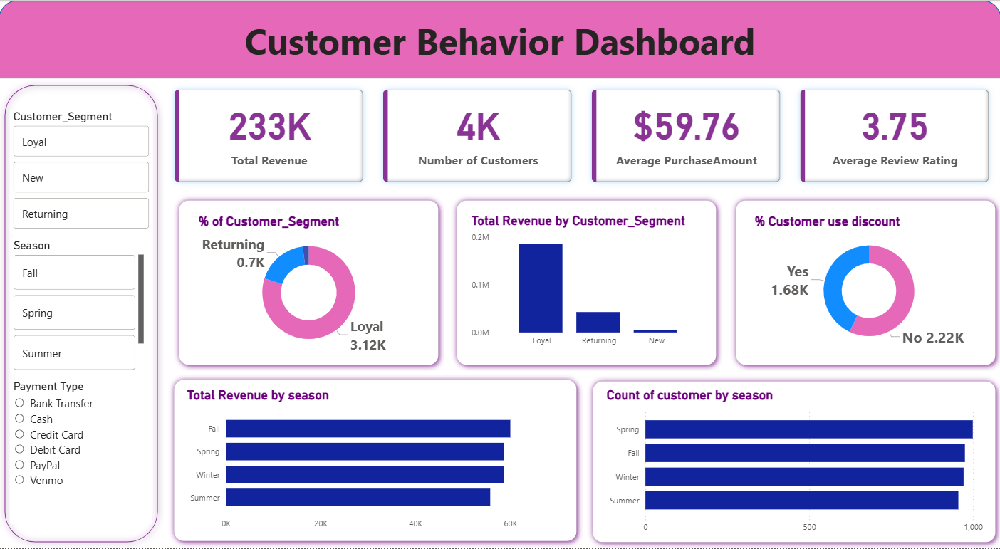 Customer Behavior Dashboard
Customer_Segment
Loyal
New
Returning
Season
Fall
Spring
Summer
Payment Type
Bank Transfer
Cash
Credit Card
Debit Card
PayPal
Venmo
233K
Total Revenue
4K
Number of Customers
$59.76
Average PurchaseAmount
3.75
Average Review Rating
% of Customer_Segment
Returning
0.7K
Loyal
3.12K
Total Revenue by Customer_Segment
0.2M
0.1M
0.0M
Loyal Returning New
% Customer use discount
Yes
1.68K
No 2.22K
Total Revenue by season
Fall
Spring
Winter
Summer
0K 20K 40K 60K
Count of customer by season
Spring
Fall
Winter
Summer
0 500 1,000